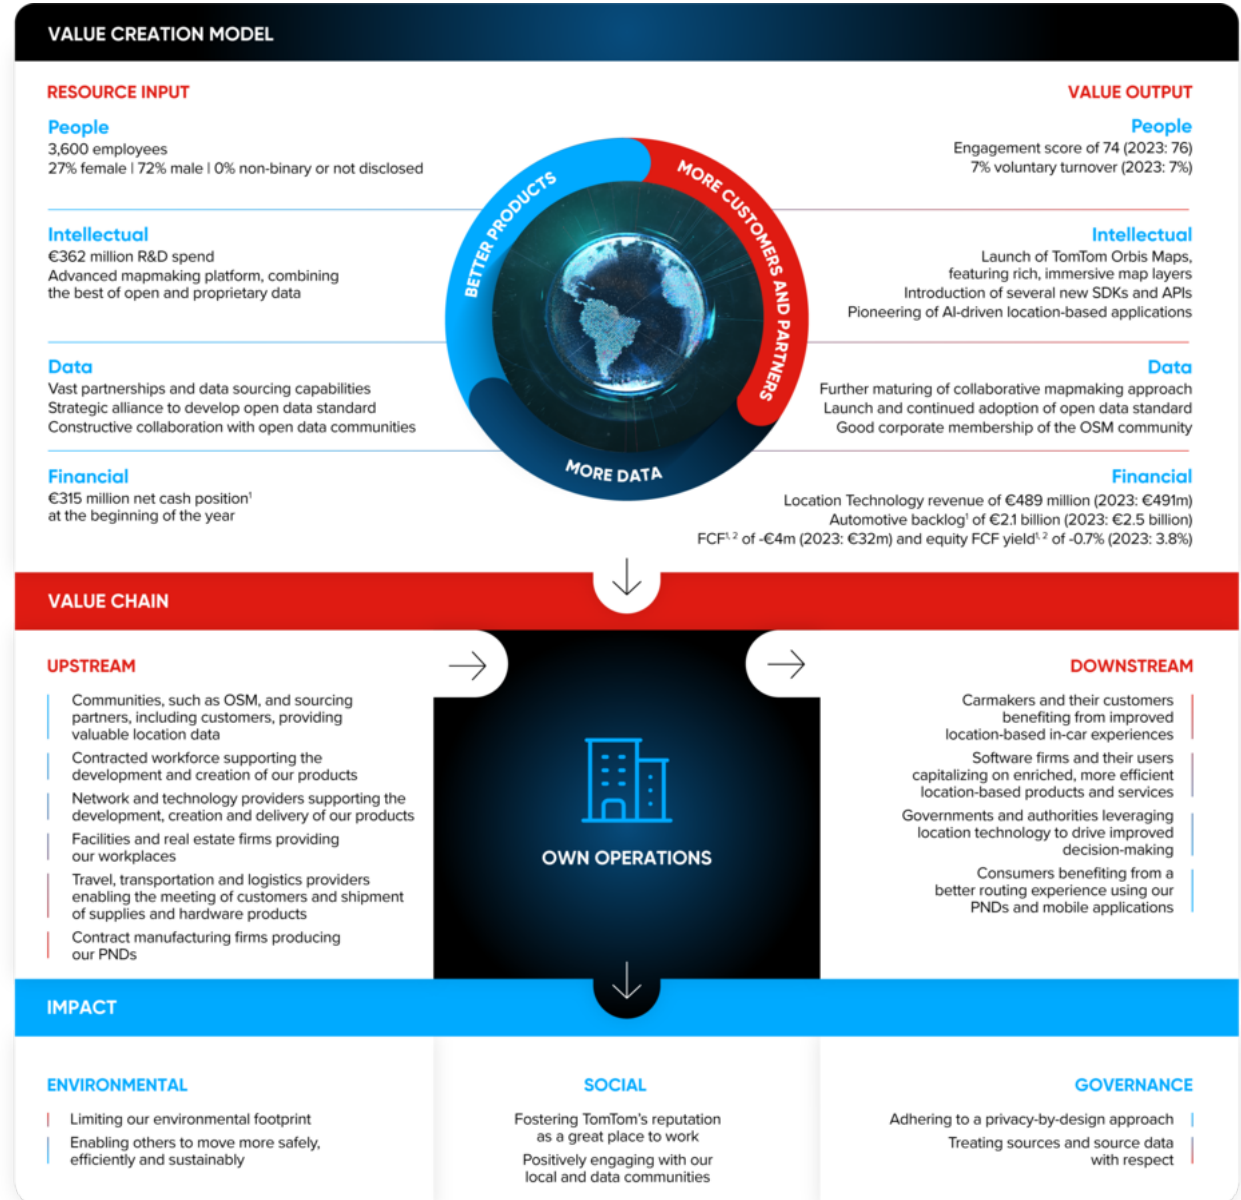 VALUE CREATION MODEL
RESOURCE INPUT
People
3,600 employees
27% female | 72% male | 0% non-binary or not disclosed
Intellectual
€362 million R&D spend
Advanced mapmaking platform, combining
the best of open and proprietary data
Data
Vast partnerships and data sourcing capabilities
Strategic alliance to develop open data standard
Constructive collaboration with open data communities
Financial
€315 million net cash position¹
at the beginning of the year
BETTER PRODUCTS
MORE CUSTOMERS AND PARTNERS
MORE DATA
VALUE OUTPUT
People
Engagement score of 74 (2023: 76)
7% voluntary turnover (2023: 7%)
Intellectual
Launch of TomTom Orbis Maps,
featuring rich, immersive map layers
Introduction of several new SDKs and APIs
Pioneering of AI-driven location-based applications
Data
Further maturing of collaborative mapmaking approach
Launch and continued adoption of open data standard
Good corporate membership of the OSM community
Financial
Location Technology revenue of €489 million (2023: €491m)
Automotive backlog¹ of €2.1 billion (2023: €2.5 billion)
FCF¹˒ ² of -€4m (2023: €32m) and equity FCF yield¹˒ ² of -0.7% (2023: 3.8%)
VALUE CHAIN
UPSTREAM
Communities, such as OSM, and sourcing
partners, including customers, providing
valuable location data
Contracted workforce supporting the
development and creation of our products
Network and technology providers supporting the
development, creation and delivery of our products
Facilities and real estate firms providing
our workplaces
Travel, transportation and logistics providers
enabling the meeting of customers and shipment
of supplies and hardware products
Contract manufacturing firms producing
our PNDs
OWN OPERATIONS
DOWNSTREAM
Carmakers and their customers
benefiting from improved
location-based in-car experiences
Software firms and their users
capitalizing on enriched, more efficient
location-based products and services
Governments and authorities leveraging
location technology to drive improved
decision-making
Consumers benefiting from a
better routing experience using our
PNDs and mobile applications
IMPACT
ENVIRONMENTAL
Limiting our environmental footprint
Enabling others to move more safely,
efficiently and sustainably
SOCIAL
Fostering TomTom's reputation
as a great place to work
Positively engaging with our
local and data communities
GOVERNANCE
Adhering to a privacy-by-design approach
Treating sources and source data
with respect